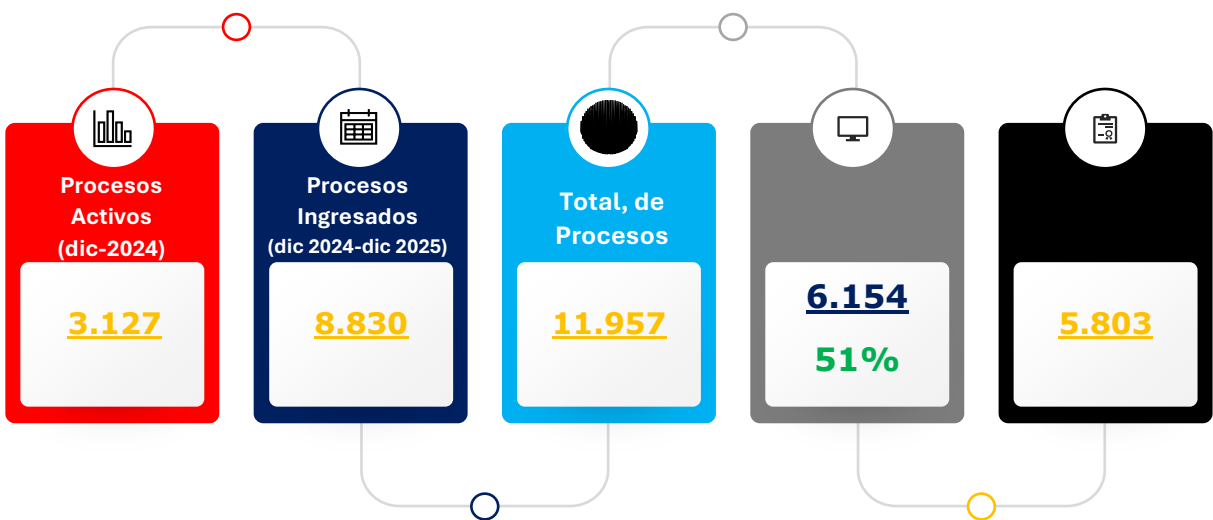 Procesos
Activos
(dic-2024)
3.127
Procesos
Ingresados
(dic 2024-dic 2025)
8.830
Total, de
Procesos
11.957
6.154
51%
5.803